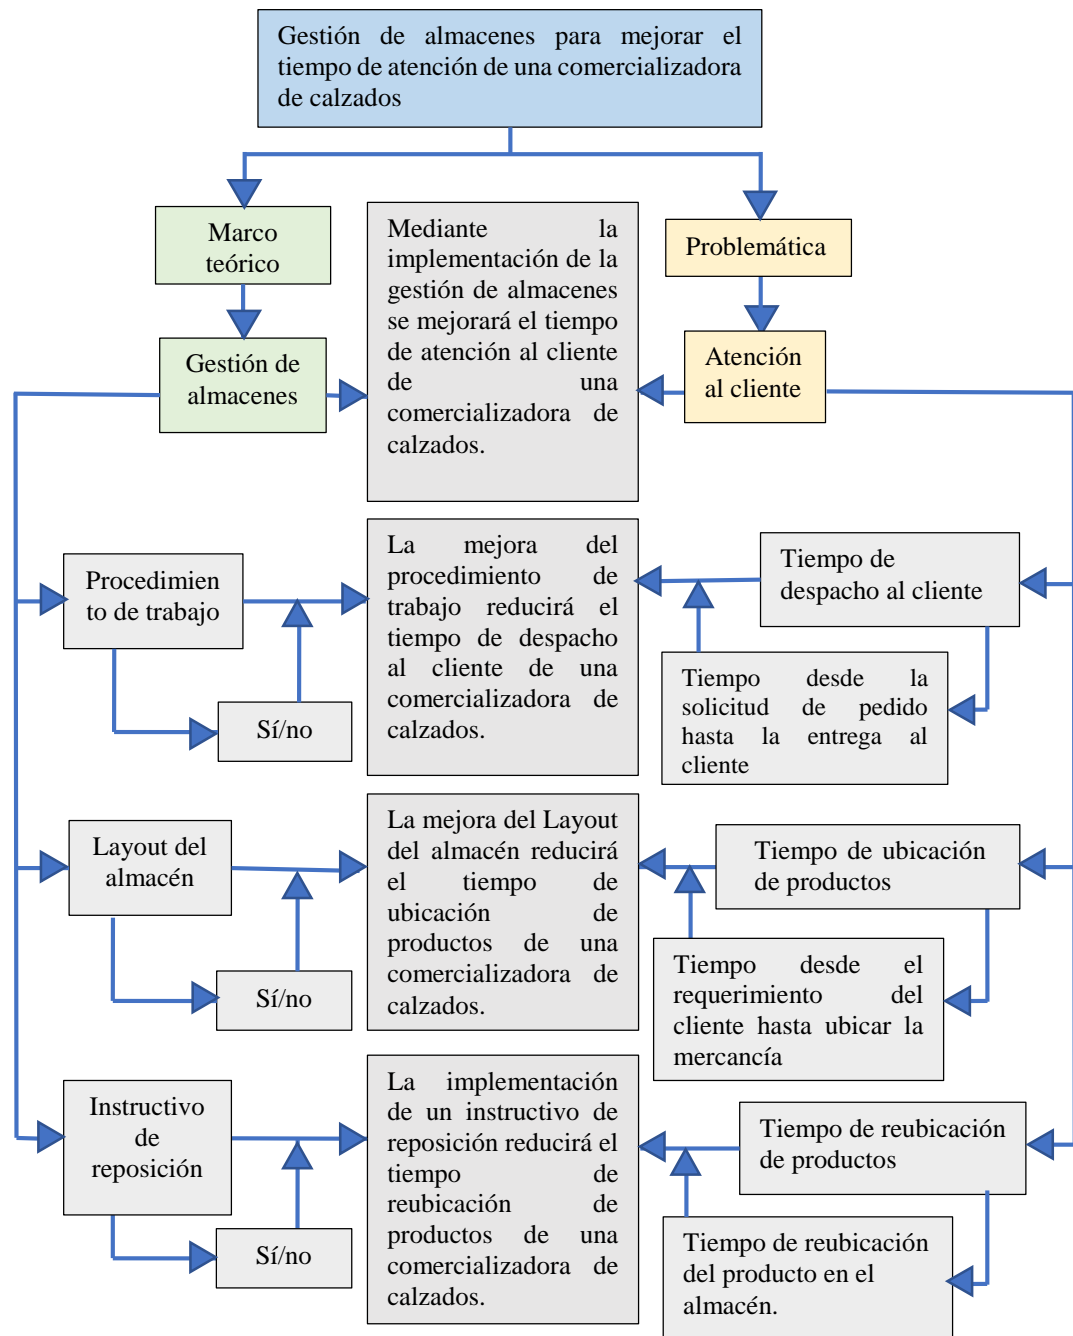 Gestión de almacenes para mejorar el
tiempo de atención de una comercializadora
de calzados
Marco
teórico
Mediante la
implementación de la
gestión de almacenes
se mejorará el tiempo
de atención al cliente
de una
comercializadora de
calzados.
Problemática
Gestión de
almacenes
Atención
al cliente
Procedimien
to de trabajo
Sí/no
La mejora del
procedimiento de
trabajo reducirá el
tiempo de despacho
al cliente de una
comercializadora de
calzados.
Tiempo de
despacho al cliente
Tiempo desde la
solicitud de pedido
hasta la entrega al
cliente
Layout del
almacén
Sí/no
La mejora del Layout
del almacén reducirá
el tiempo de
ubicación de
productos de una
comercializadora de
calzados.
Tiempo de ubicación
de productos
Tiempo desde el
requerimiento del
cliente hasta ubicar la
mercancía
Instructivo
de
reposición
Sí/no
La implementación
de un instructivo de
reposición reducirá el
tiempo de
reubicación de
productos de una
comercializadora de
calzados.
Tiempo de reubicación
de productos
Tiempo de reubicación
del producto en el
almacén.